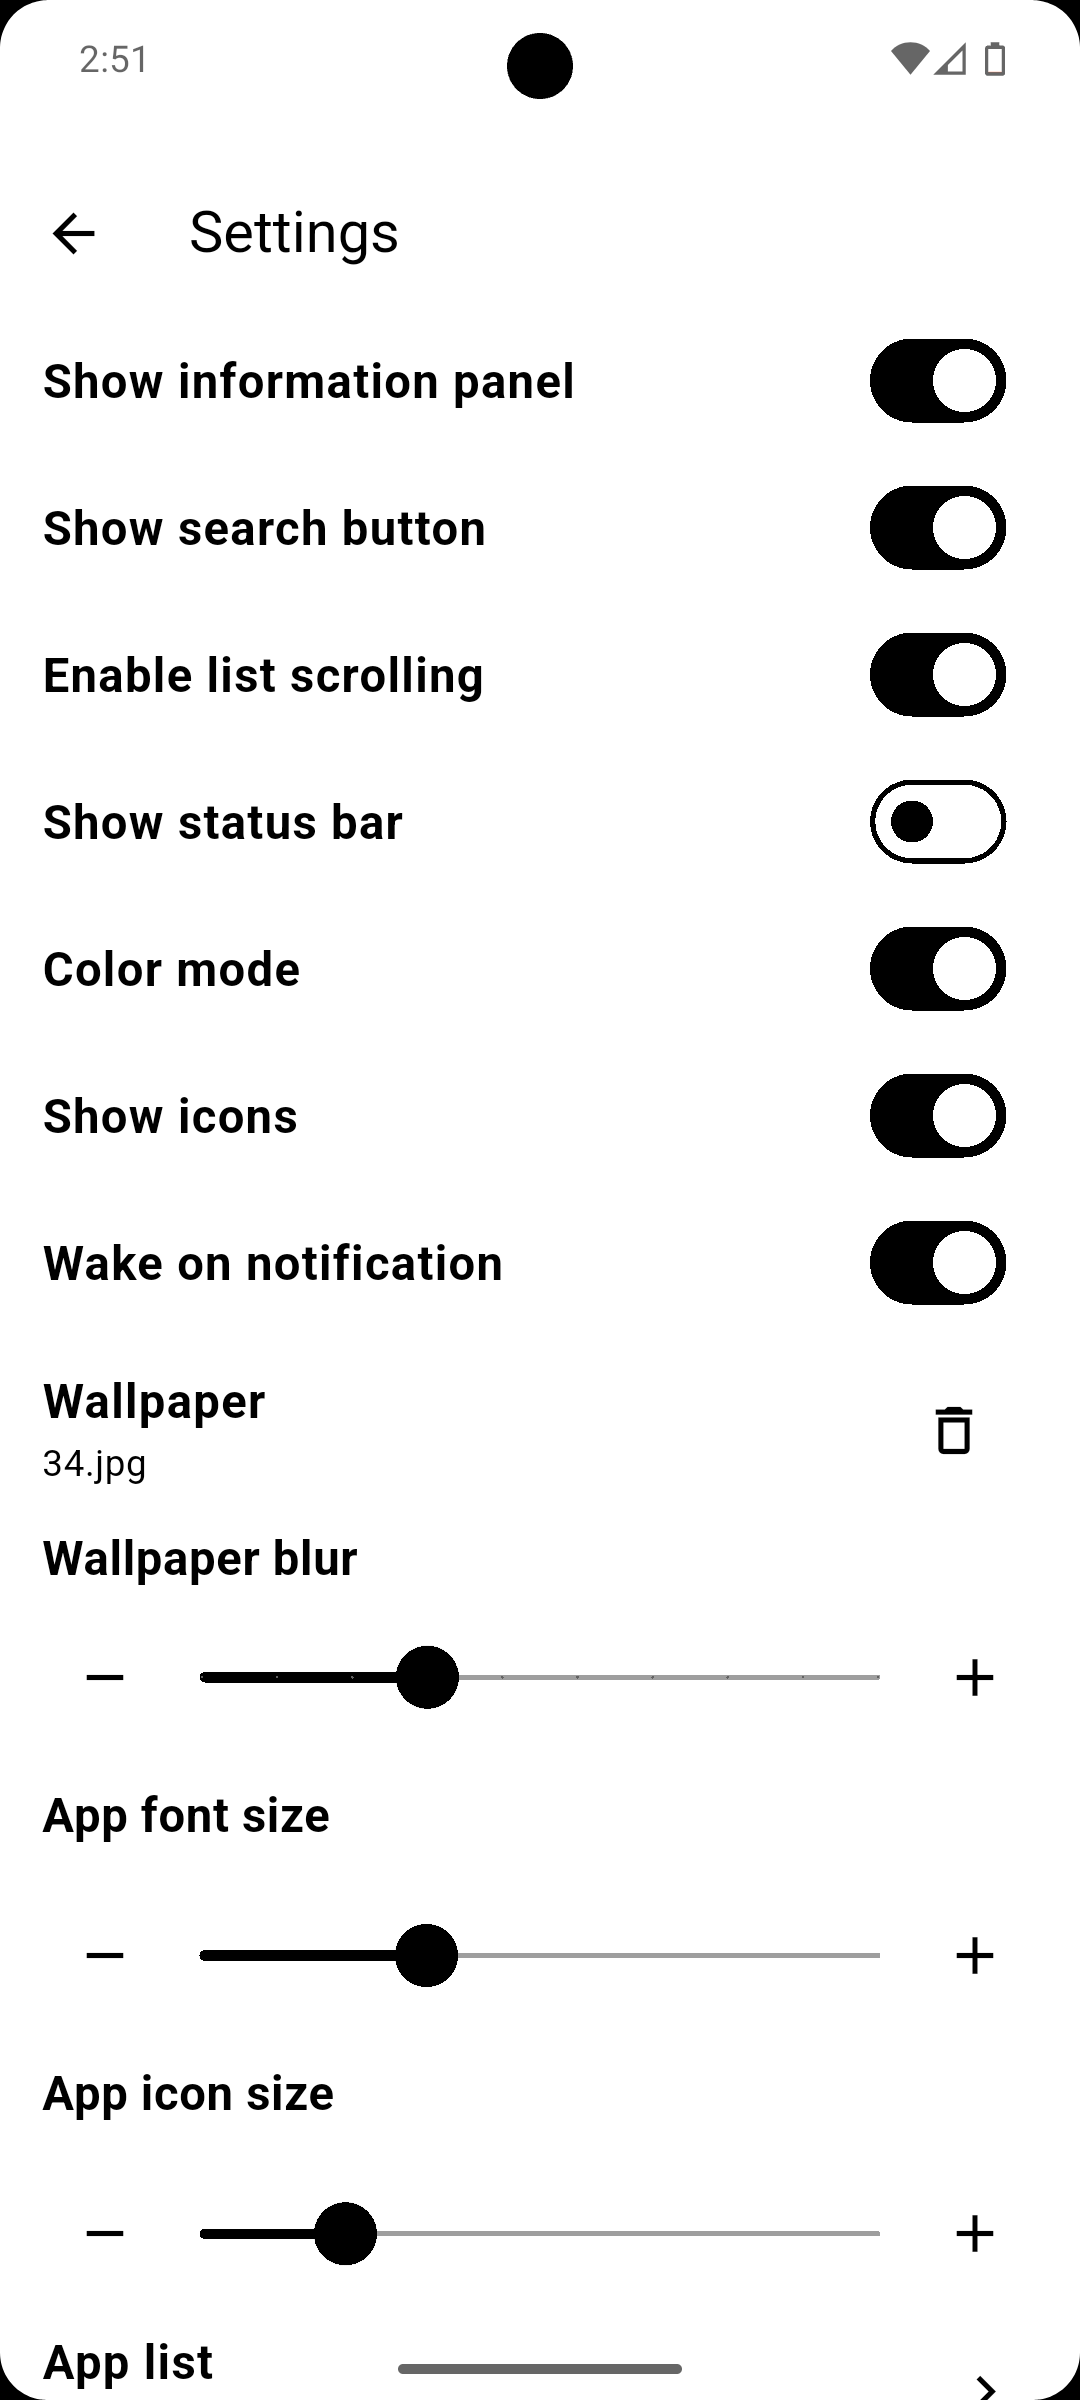 2:51
Settings
Show information panel
Show search button
Enable list scrolling
Show status bar
Color mode
Show icons
Wake on notification
Wallpaper
34.jpg
Wallpaper blur
App font size
App icon size
App list